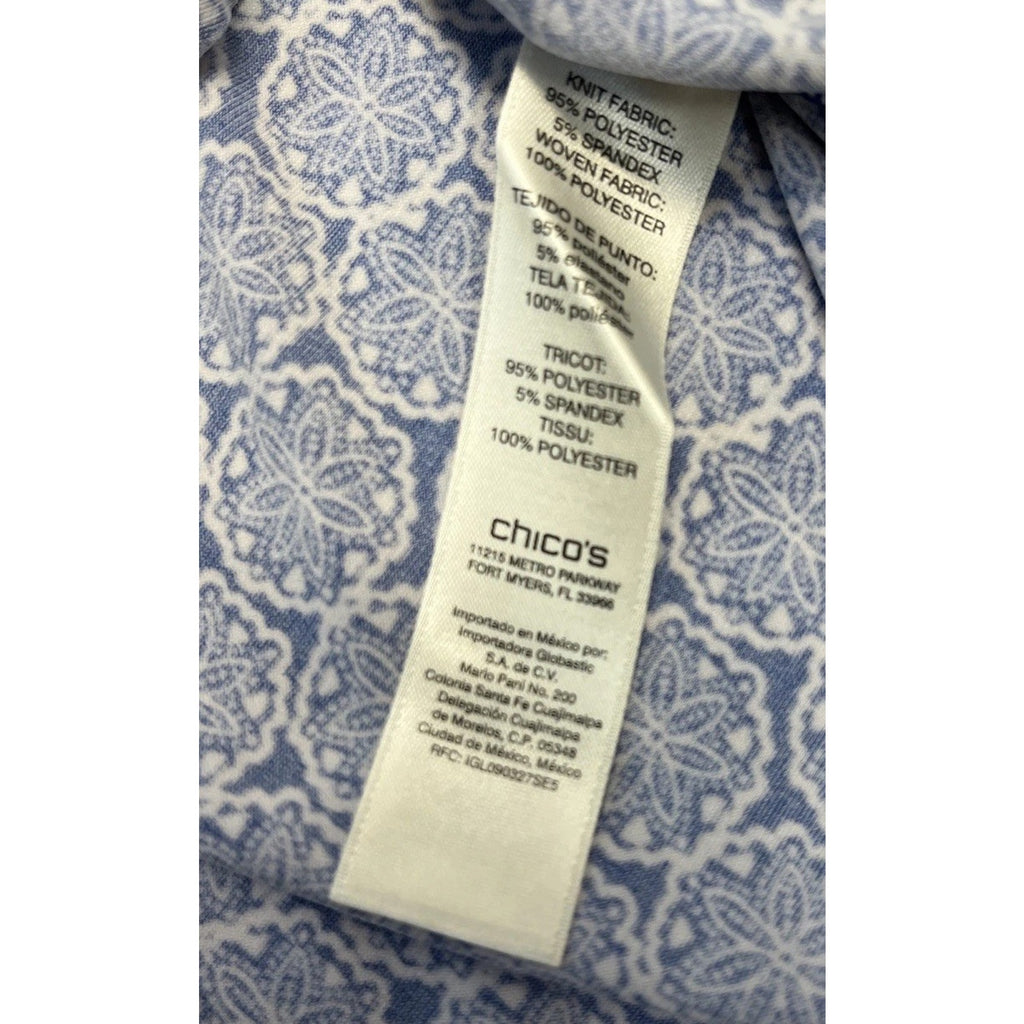 KNIT FABRIC:
95% POLYESTER
5% SPANDEX
WOVEN FABRIC:
100% POLYESTER
TEJIDO DE PUNTO:
95% poliéster
5% elastano
TELA TEJIDA:
100% poliéster
TRICOT:
95% POLYESTER
5% SPANDEX
TISSU:
100% POLYESTER
chico's
11215 METRO PARKWAY
FORT MYERS, FL 33966
Importado en México por:
Importadora Globastic
S.A. de C.V.
Mario Pani No. 200
Colonia Santa Fe Cuajimalpa
Delegación Cuajimalpa
de Morelos, C.P. 05348
Ciudad de México, México
RFC: IGL090327SE5